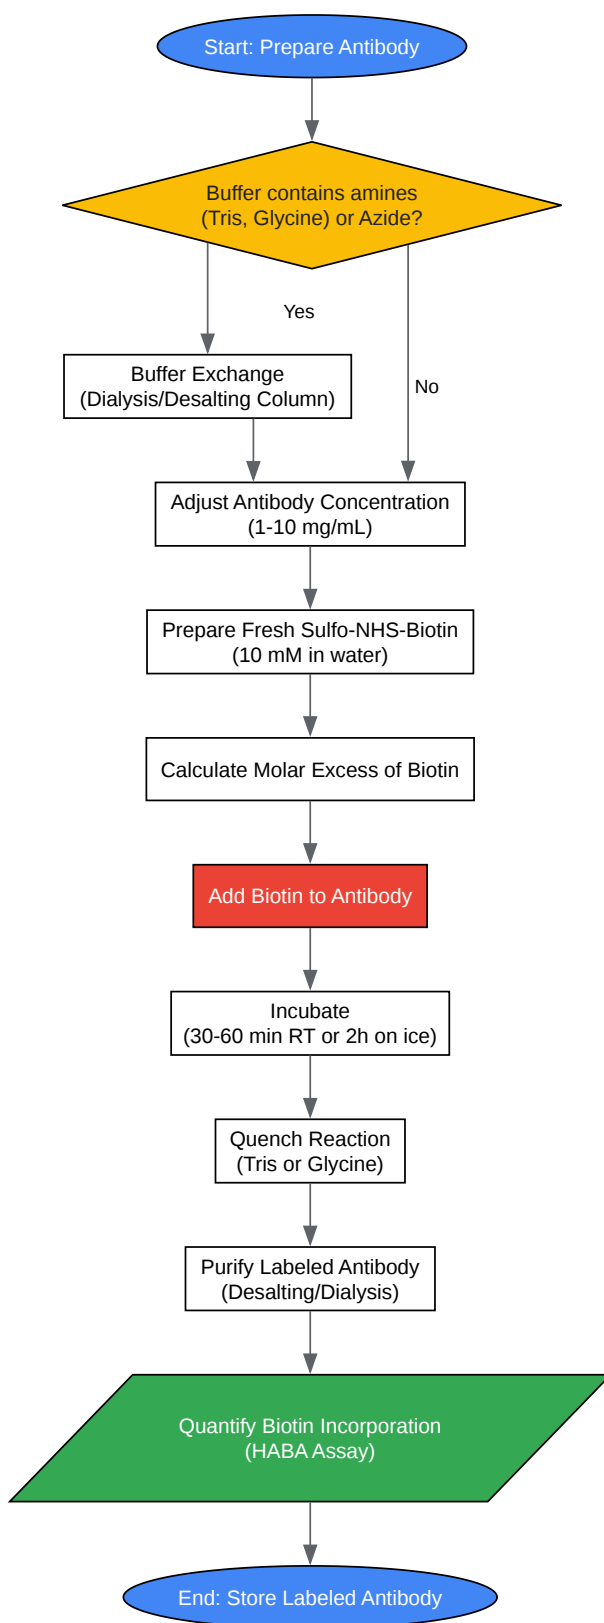 Start: Prepare Antibody
Buffer contains amines
(Tris, Glycine) or Azide?
Yes
Buffer Exchange
(Dialysis/Desalting Column)
No
Adjust Antibody Concentration
(1-10 mg/mL)
Prepare Fresh Sulfo-NHS-Biotin
(10 mM in water)
Calculate Molar Excess of Biotin
Add Biotin to Antibody
Incubate
(30-60 min RT or 2h on ice)
Quench Reaction
(Tris or Glycine)
Purify Labeled Antibody
(Desalting/Dialysis)
Quantify Biotin Incorporation
(HABA Assay)
End: Store Labeled Antibody